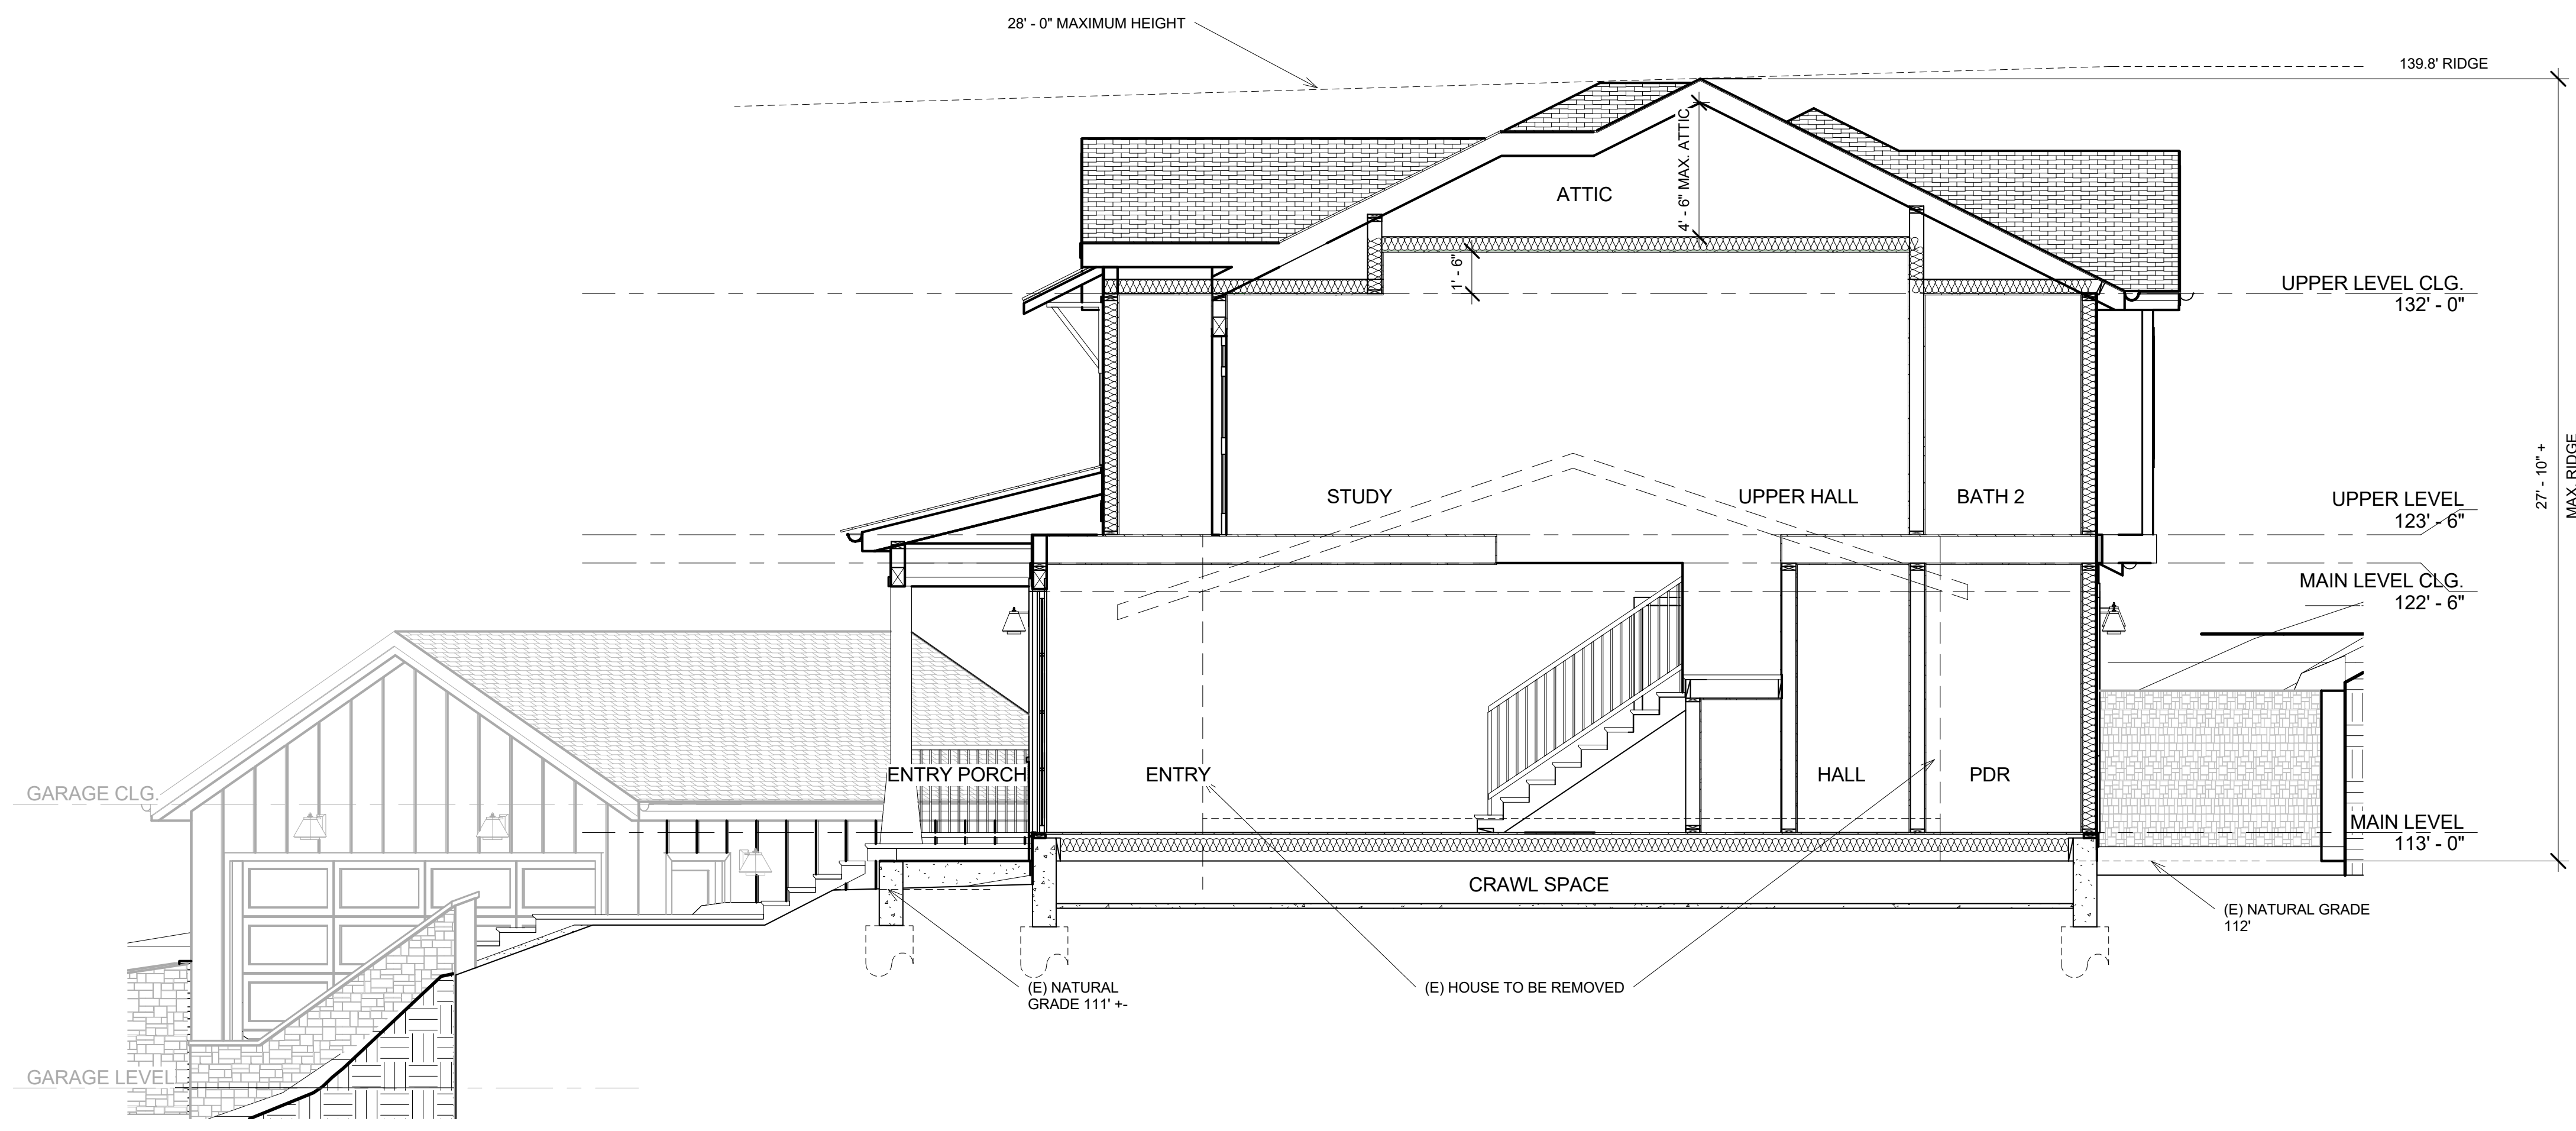 28' - 0" MAXIMUM HEIGHT
139.8' RIDGE
4' - 6" MAX. ATTIC
ATTIC
1' - 6"
UPPER LEVEL CLG.
132' - 0"
27' - 10" +
MAX. RIDGE
STUDY
UPPER HALL
BATH 2
UPPER LEVEL
123' - 6"
MAIN LEVEL CLG.
122' - 6"
GARAGE CLG.
ENTRY PORCH
ENTRY
HALL
PDR
MAIN LEVEL
113' - 0"
CRAWL SPACE
(E) NATURAL GRADE
112'
(E) NATURAL
GRADE 111' +-
(E) HOUSE TO BE REMOVED
GARAGE LEVEL